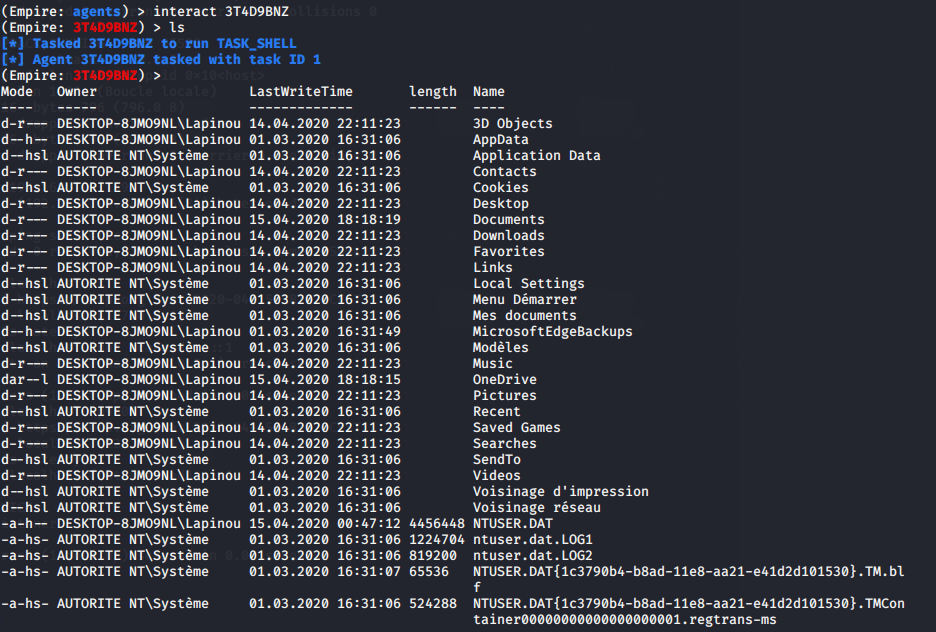 (Empire: agents) > interact 3T4D9BNZ
(Empire: 3T4D9BNZ) > ls
[*] Tasked 3T4D9BNZ to run TASK_SHELL
[*] Agent 3T4D9BNZ tasked with task ID 1
(Empire: 3T4D9BNZ) >
Mode Owner LastWriteTime length Name
---- ----- ------------- ------ ----
d-r--- DESKTOP-8JMO9NL\Lapinou 14.04.2020 22:11:23 3D Objects
d--h-- DESKTOP-8JMO9NL\Lapinou 01.03.2020 16:31:06 AppData
d--hsl AUTORITE NT\Système 01.03.2020 16:31:06 Application Data
d-r--- DESKTOP-8JMO9NL\Lapinou 14.04.2020 22:11:23 Contacts
d--hsl AUTORITE NT\Système 01.03.2020 16:31:06 Cookies
d-r--- DESKTOP-8JMO9NL\Lapinou 14.04.2020 22:11:23 Desktop
d-r--- DESKTOP-8JMO9NL\Lapinou 15.04.2020 18:18:19 Documents
d-r--- DESKTOP-8JMO9NL\Lapinou 14.04.2020 22:11:23 Downloads
d-r--- DESKTOP-8JMO9NL\Lapinou 14.04.2020 22:11:23 Favorites
d-r--- DESKTOP-8JMO9NL\Lapinou 14.04.2020 22:11:23 Links
d--hsl AUTORITE NT\Système 01.03.2020 16:31:06 Local Settings
d--hsl AUTORITE NT\Système 01.03.2020 16:31:06 Menu Démarrer
d--hsl AUTORITE NT\Système 01.03.2020 16:31:06 Mes documents
d--h-- DESKTOP-8JMO9NL\Lapinou 01.03.2020 16:31:49 MicrosoftEdgeBackups
d--hsl AUTORITE NT\Système 01.03.2020 16:31:06 Modèles
d-r--- DESKTOP-8JMO9NL\Lapinou 14.04.2020 22:11:23 Music
dar--l DESKTOP-8JMO9NL\Lapinou 15.04.2020 18:18:15 OneDrive
d-r--- DESKTOP-8JMO9NL\Lapinou 14.04.2020 22:11:23 Pictures
d--hsl AUTORITE NT\Système 01.03.2020 16:31:06 Recent
d-r--- DESKTOP-8JMO9NL\Lapinou 14.04.2020 22:11:23 Saved Games
d-r--- DESKTOP-8JMO9NL\Lapinou 14.04.2020 22:11:23 Searches
d--hsl AUTORITE NT\Système 01.03.2020 16:31:06 SendTo
d-r--- DESKTOP-8JMO9NL\Lapinou 14.04.2020 22:11:23 Videos
d--hsl AUTORITE NT\Système 01.03.2020 16:31:06 Voisinage d'impression
d--hsl AUTORITE NT\Système 01.03.2020 16:31:06 Voisinage réseau
-a-h-- DESKTOP-8JMO9NL\Lapinou 15.04.2020 00:47:12 4456448 NTUSER.DAT
-a-hs- AUTORITE NT\Système 01.03.2020 16:31:06 1224704 ntuser.dat.LOG1
-a-hs- AUTORITE NT\Système 01.03.2020 16:31:06 819200 ntuser.dat.LOG2
-a-hs- AUTORITE NT\Système 01.03.2020 16:31:07 65536 NTUSER.DAT{1c3790b4-b8ad-11e8-aa21-e41d2d101530}.TM.bl
f
-a-hs- AUTORITE NT\Système 01.03.2020 16:31:06 524288 NTUSER.DAT{1c3790b4-b8ad-11e8-aa21-e41d2d101530}.TMCon
tainer00000000000000000001.regtrans-ms